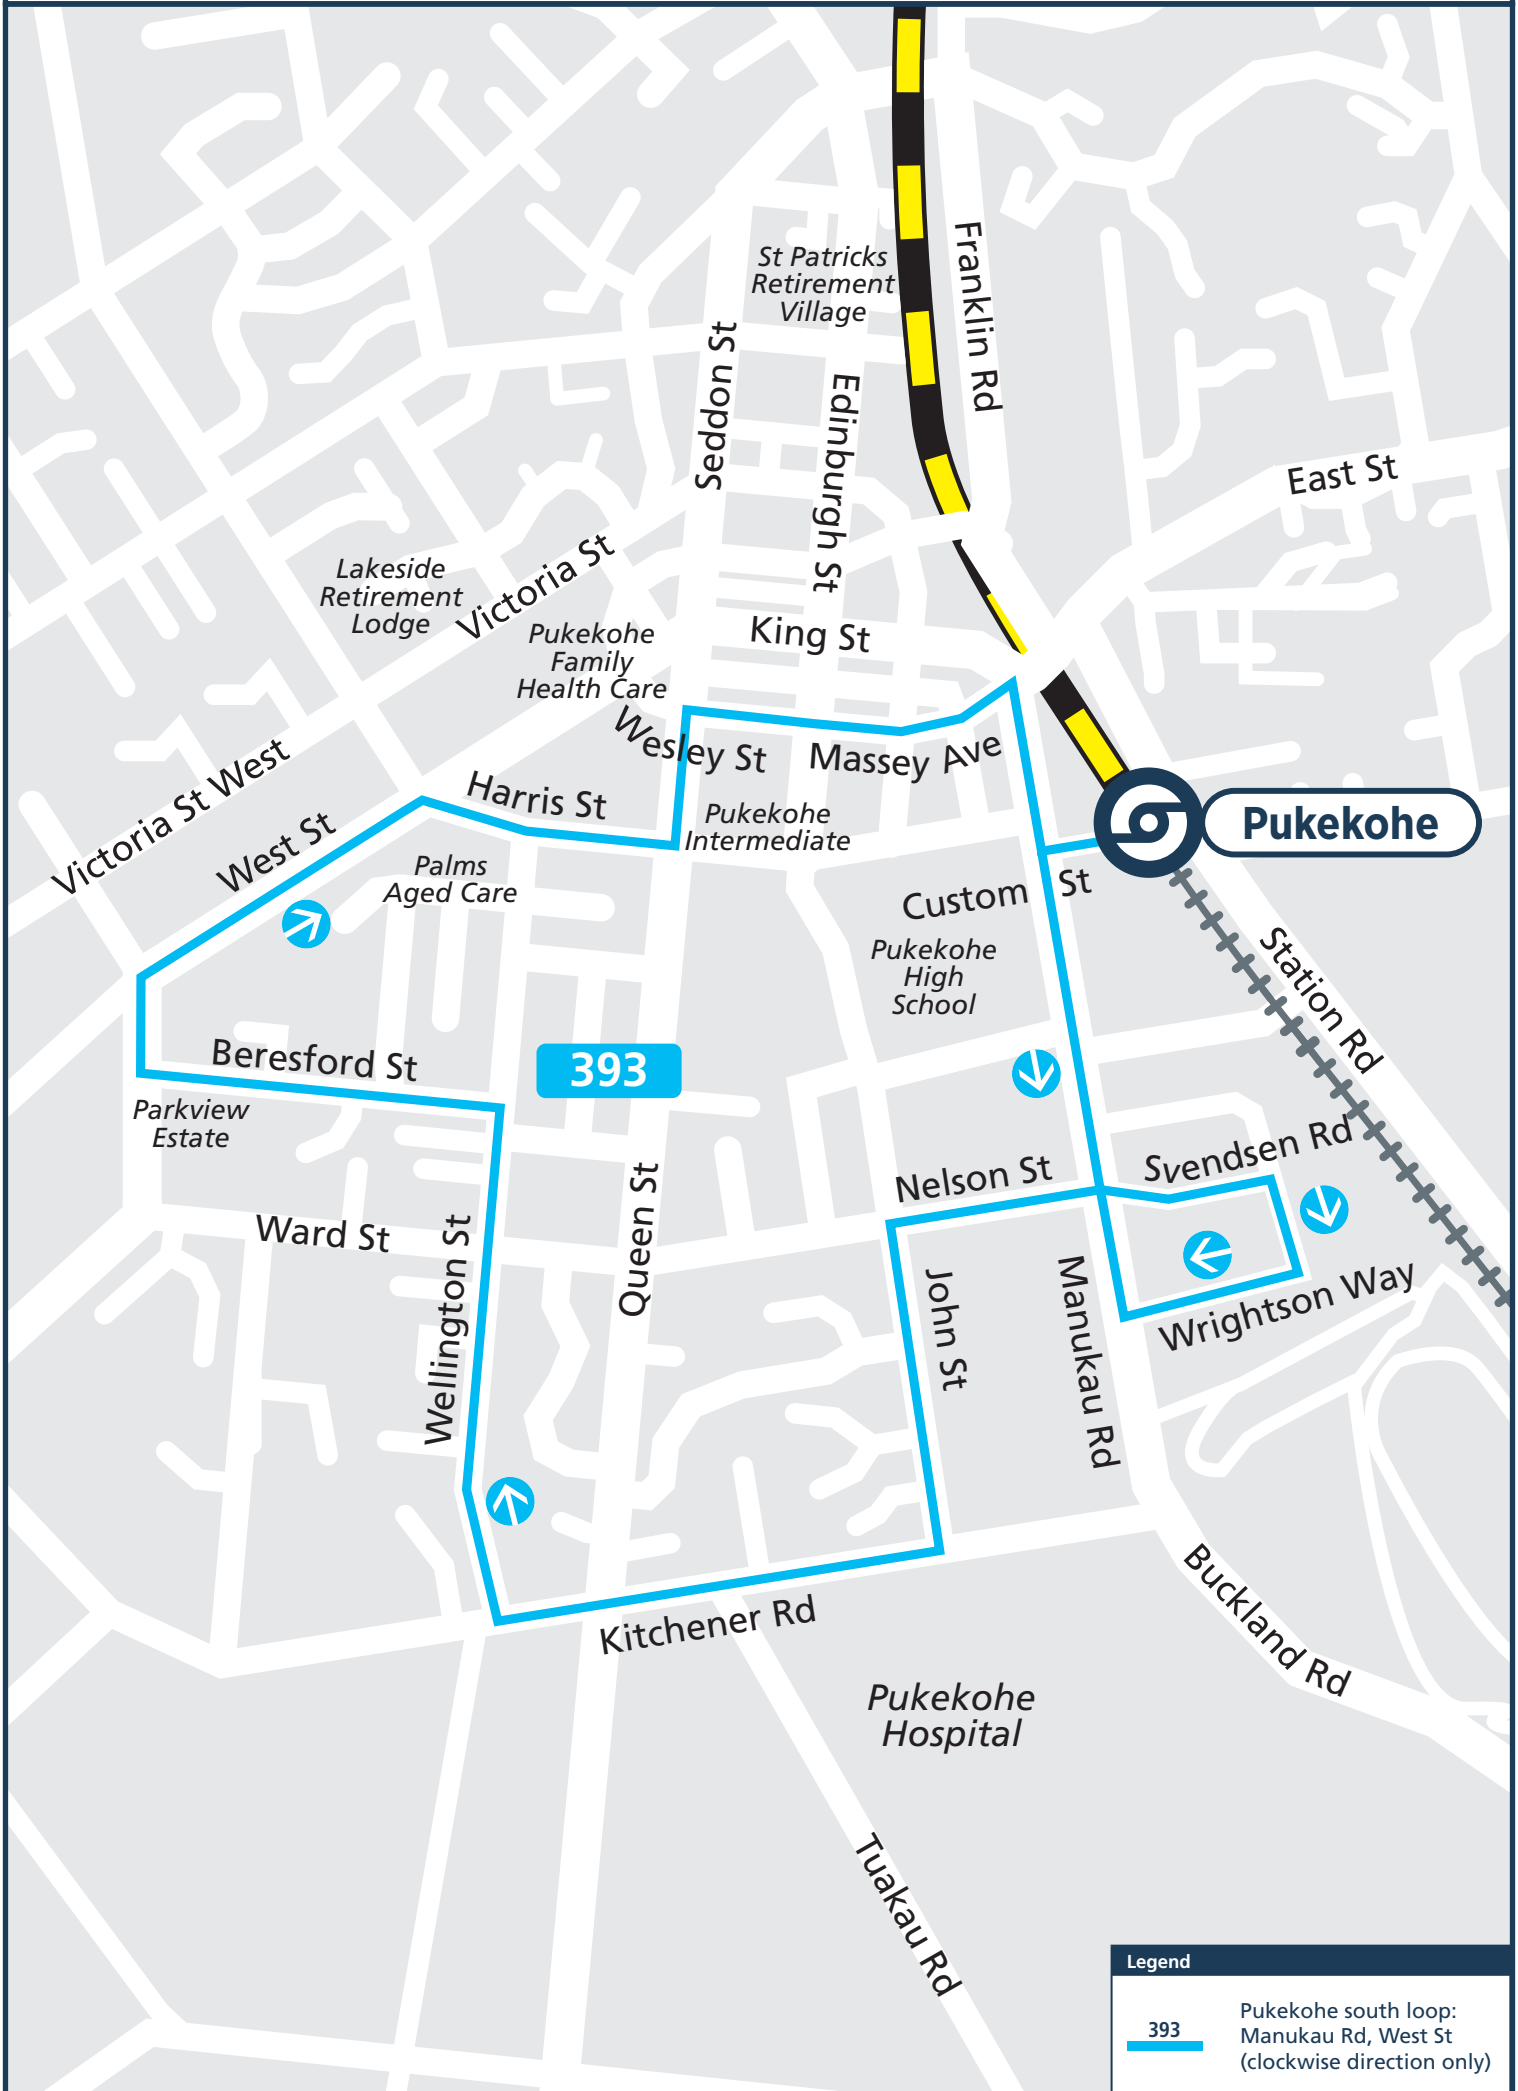 St Patricks
Retirement
Village
Franklin Rd
Seddon St
Edinburgh St
East St
Lakeside
Retirement
Lodge
Victoria St
Pukekohe
Family
Health Care
King St
Wesley St
Massey Ave
Victoria St West
West St
Harris St
Pukekohe
Intermediate
Pukekohe
Palms
Aged Care
Custom St
Pukekohe
High
School
Station Rd
Beresford St
393
Parkview
Estate
Svendsen Rd
Nelson St
Ward St
Wellington St
Queen St
John St
Manukau Rd
Wrightson Way
Kitchener Rd
Buckland Rd
Pukekohe
Hospital
Tuakau Rd
Legend
393
Pukekohe south loop:
Manukau Rd, West St
(clockwise direction only)